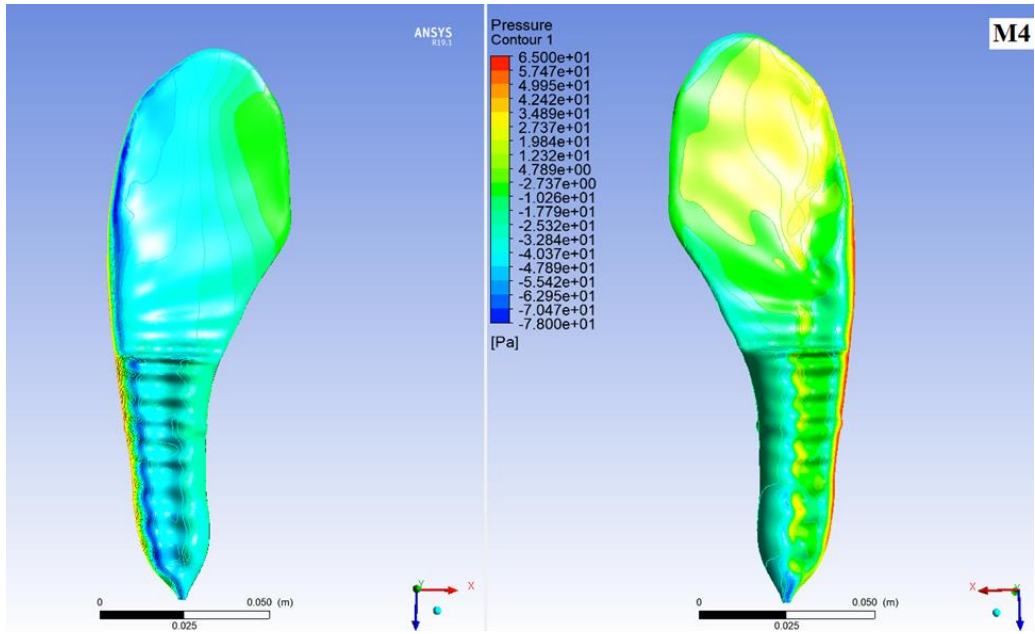 ANSYS
R19.1
M4
Pressure
Contour 1
6.500e+01
5.747e+01
4.995e+01
4.242e+01
3.489e+01
2.737e+01
1.984e+01
1.232e+01
4.789e+00
-2.737e+00
-1.026e+01
-1.779e+01
-2.532e+01
-3.284e+01
-4.037e+01
-4.789e+01
-5.542e+01
-6.295e+01
-7.047e+01
-7.800e+01
[Pa]
0 0.050 (m)
0.025
Y X
0 0.050 (m)
0.025
X Y